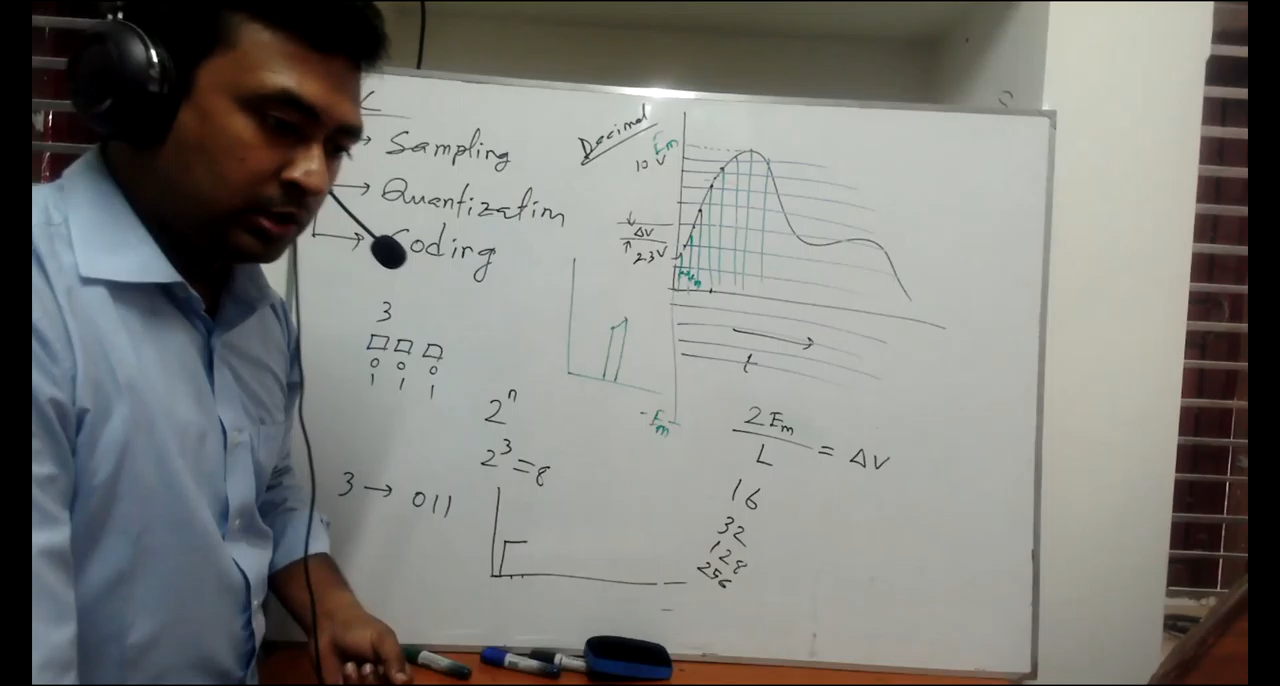 → Sampling
→ Quantization
→ Coding
3
0 0 0
1 1 1
2^n
2^3 = 8
3 → 011
Decimal
Em
10 V
ΔV
2.3V
t
-Em
2Em / L = ΔV
16
32
128
256